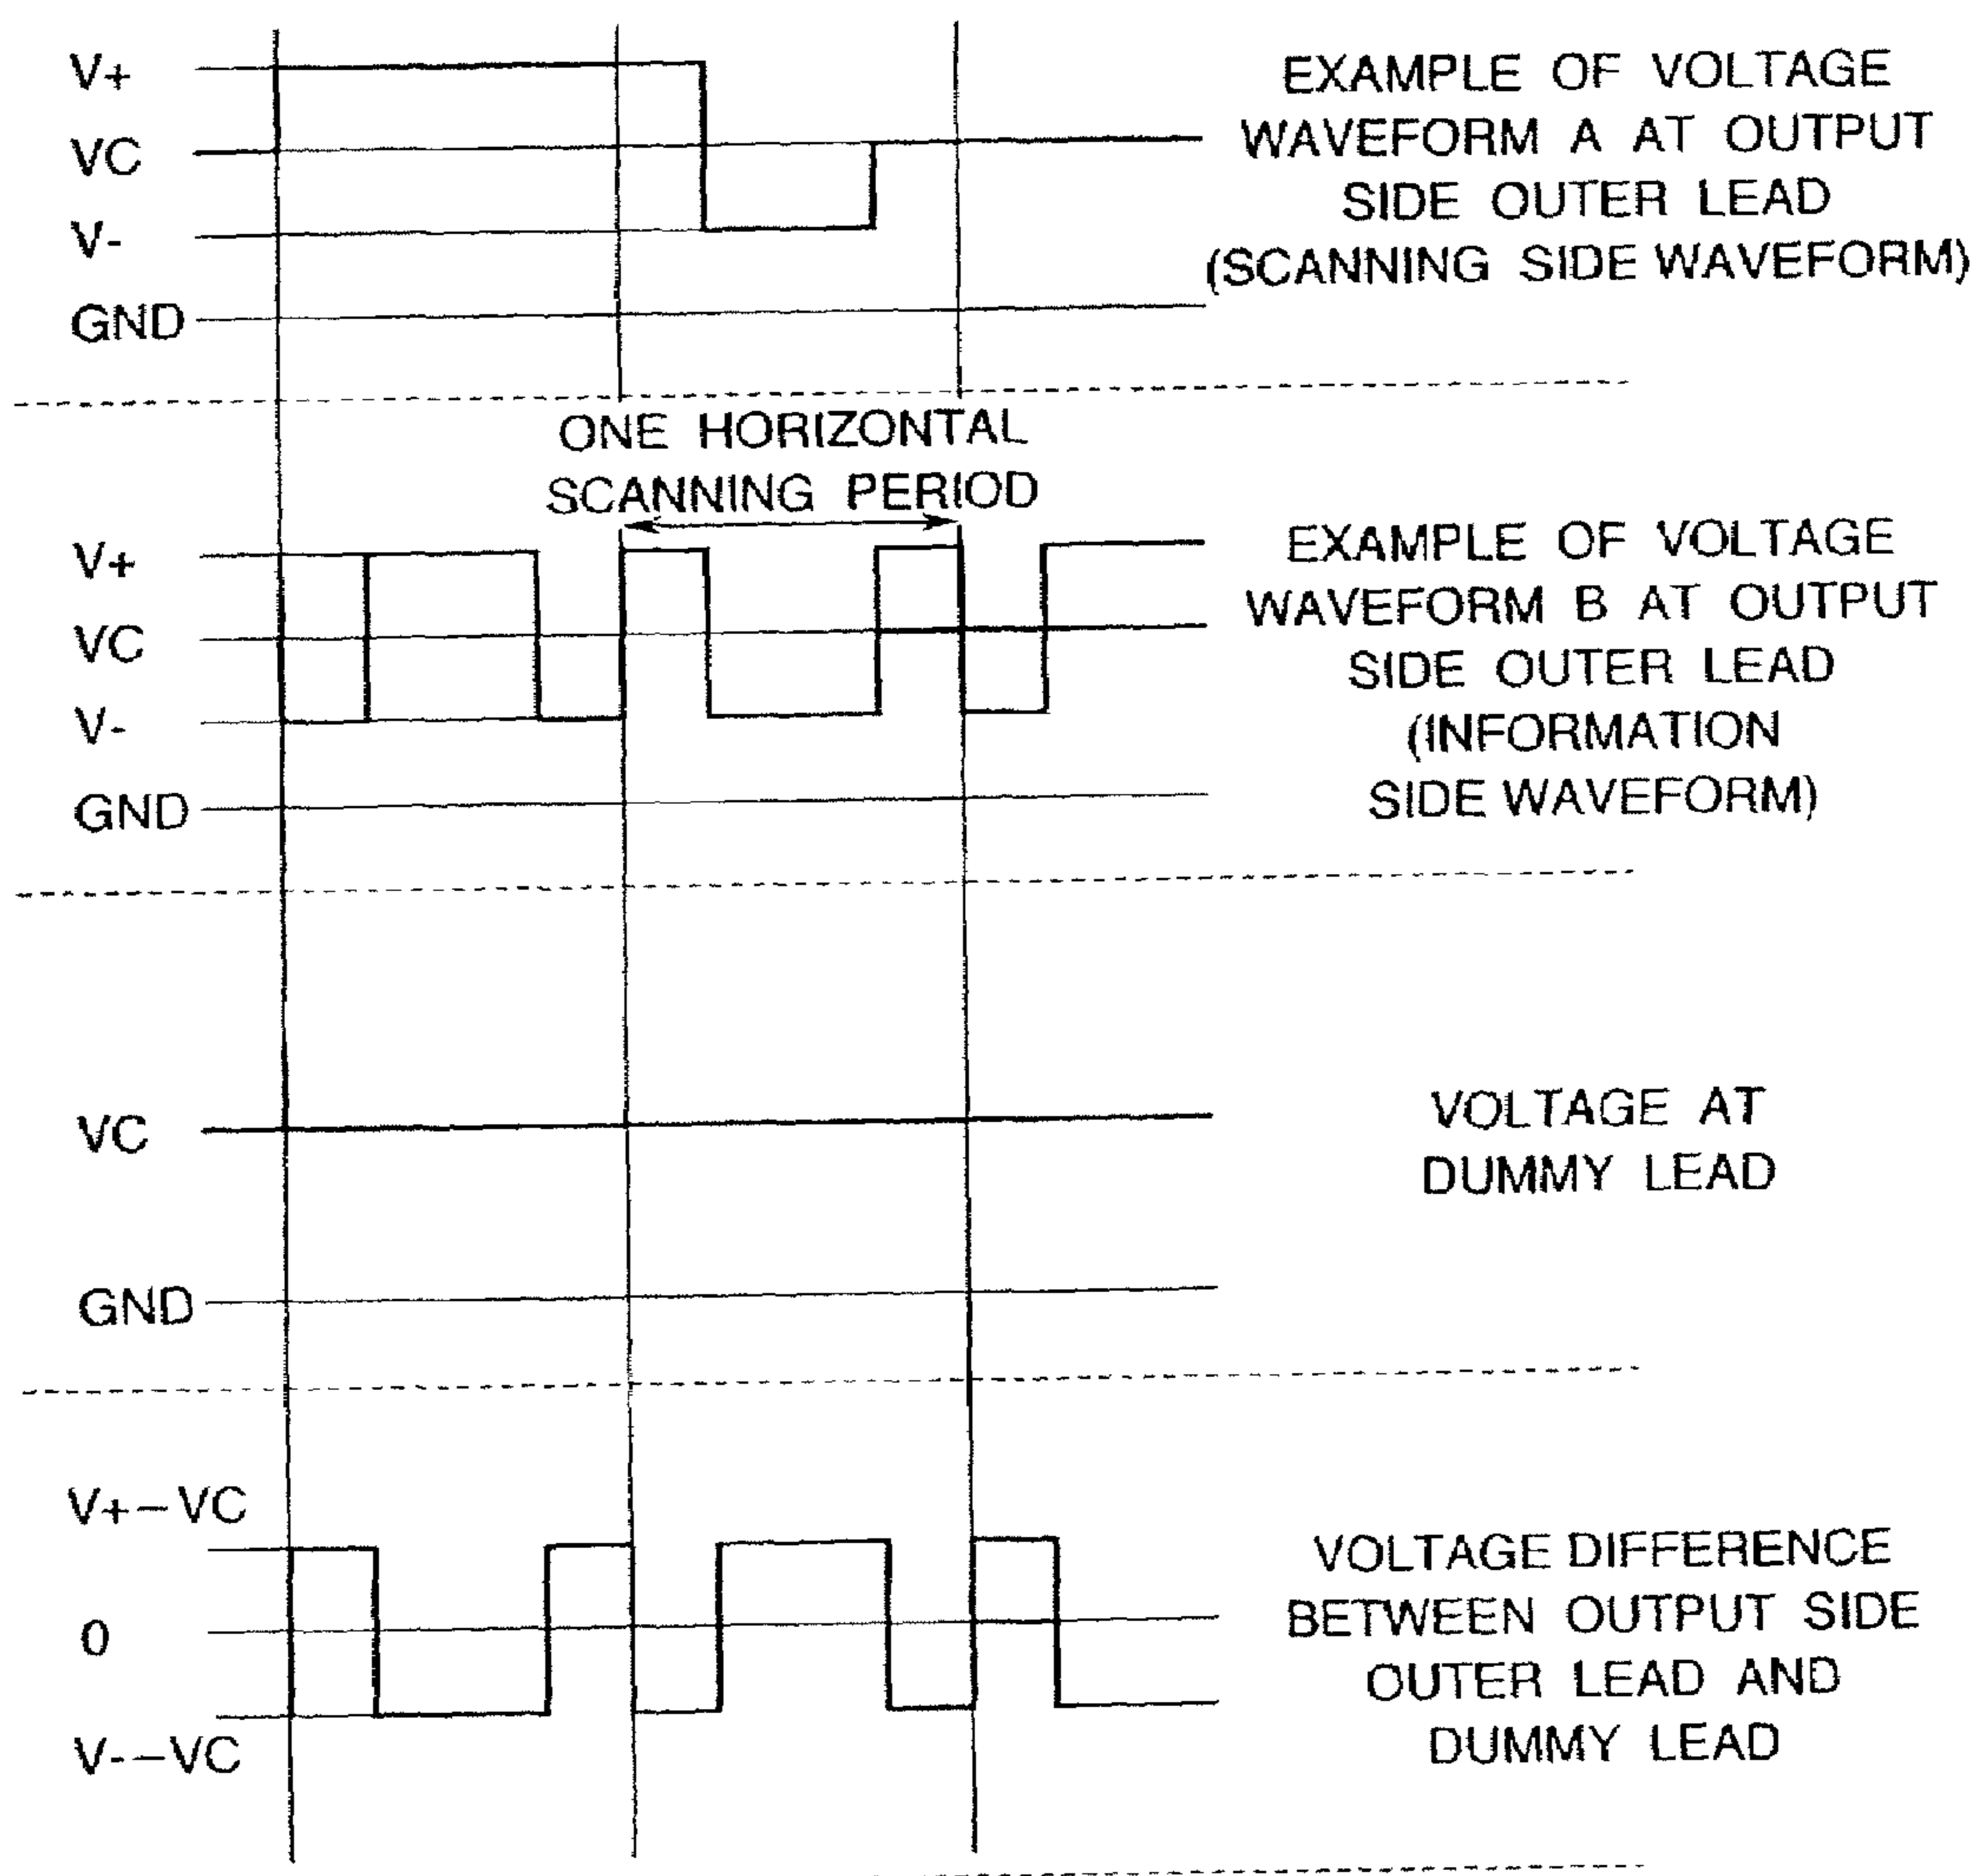 V+
VC
V-
GND
EXAMPLE OF VOLTAGE
WAVEFORM A AT OUTPUT
SIDE OUTER LEAD
(SCANNING SIDE WAVEFORM)
ONE HORIZONTAL
SCANNING PERIOD
V+
VC
V-
GND
EXAMPLE OF VOLTAGE
WAVEFORM B AT OUTPUT
SIDE OUTER LEAD
(INFORMATION
SIDE WAVEFORM)
VC
GND
VOLTAGE AT
DUMMY LEAD
V+-VC
0
V--VC
VOLTAGE DIFFERENCE
BETWEEN OUTPUT SIDE
OUTER LEAD AND
DUMMY LEAD